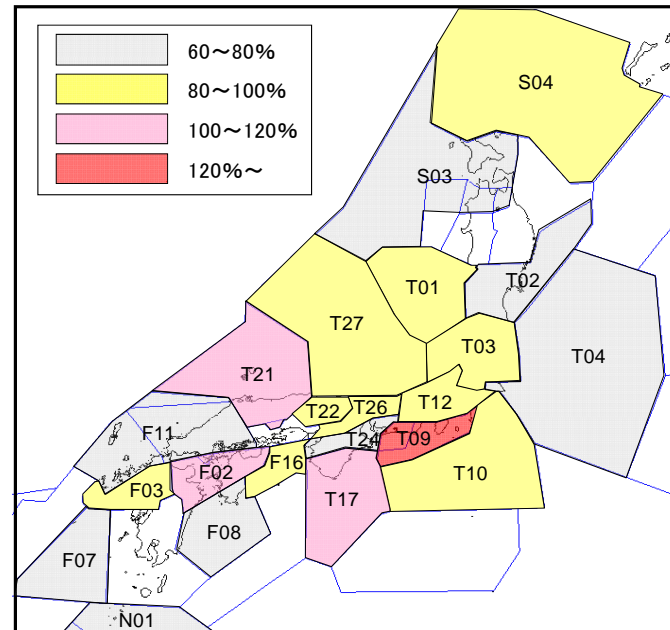 60～80%
80～100%
100～120%
120%～
S04
S03
T02
T01
T27
T03
T04
T21
T22
T26
T12
F11
T24
T09
F02
F16
T10
F03
T17
F08
F07
N01